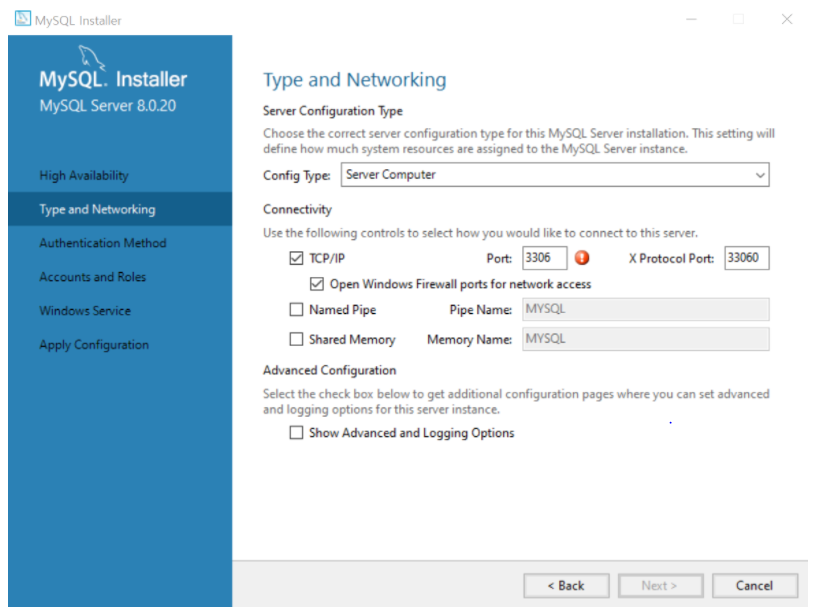 MySQL Installer
MySQL. Installer
MySQL Server 8.0.20
High Availability
Type and Networking
Authentication Method
Accounts and Roles
Windows Service
Apply Configuration
Type and Networking
Server Configuration Type
Choose the correct server configuration type for this MySQL Server installation. This setting will
define how much system resources are assigned to the MySQL Server instance.
Config Type: Server Computer
Connectivity
Use the following controls to select how you would like to connect to this server.
TCP/IP Port: 3306 X Protocol Port: 33060
Open Windows Firewall ports for network access
Named Pipe Pipe Name: MYSQL
Shared Memory Memory Name: MYSQL
Advanced Configuration
Select the check box below to get additional configuration pages where you can set advanced
and logging options for this server instance.
Show Advanced and Logging Options
< Back Next > Cancel